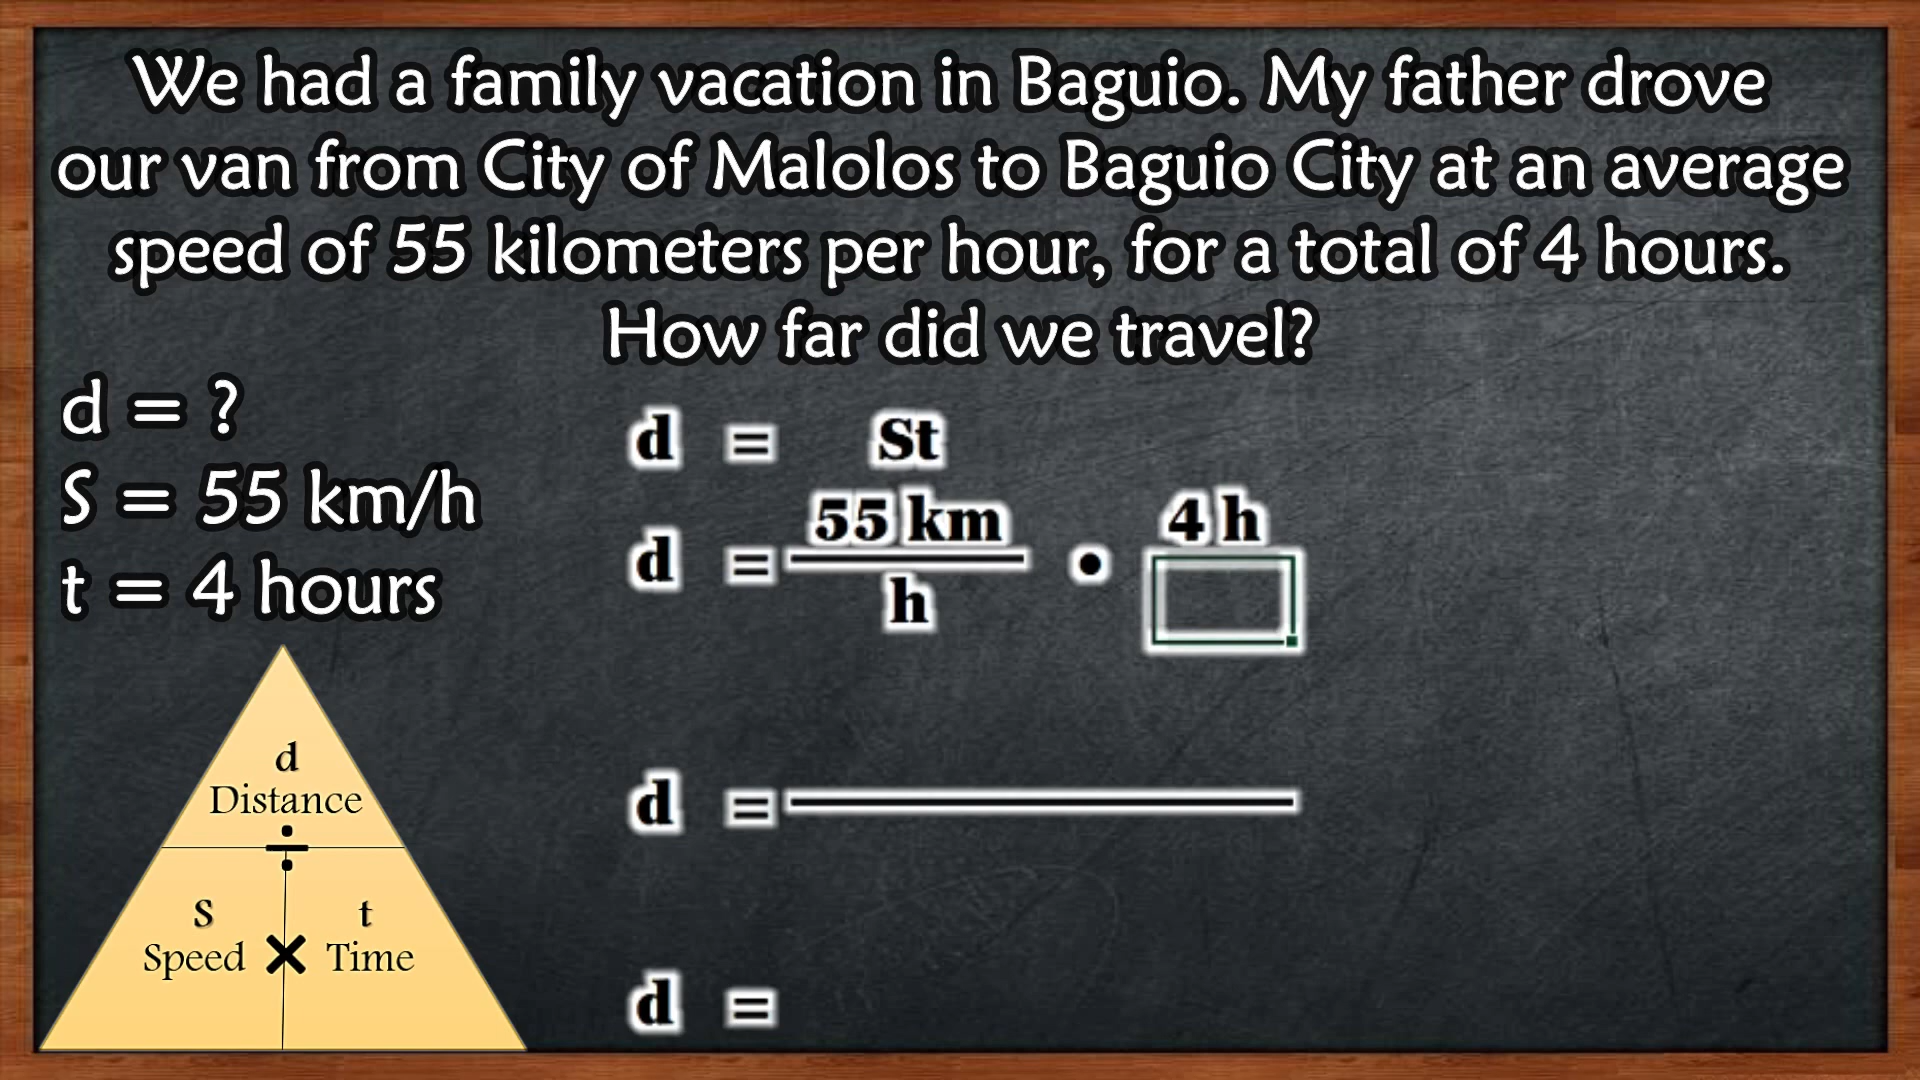 We had a family vacation in Baguio. My father drove
our van from City of Malolos to Baguio City at an average
speed of 55 kilometers per hour, for a total of 4 hours.
How far did we travel?
d = ?
S = 55 km/h
t = 4 hours
d = St
d = 55 km / h • 4 h
d =
d =
d
Distance
÷
S t
Speed × Time